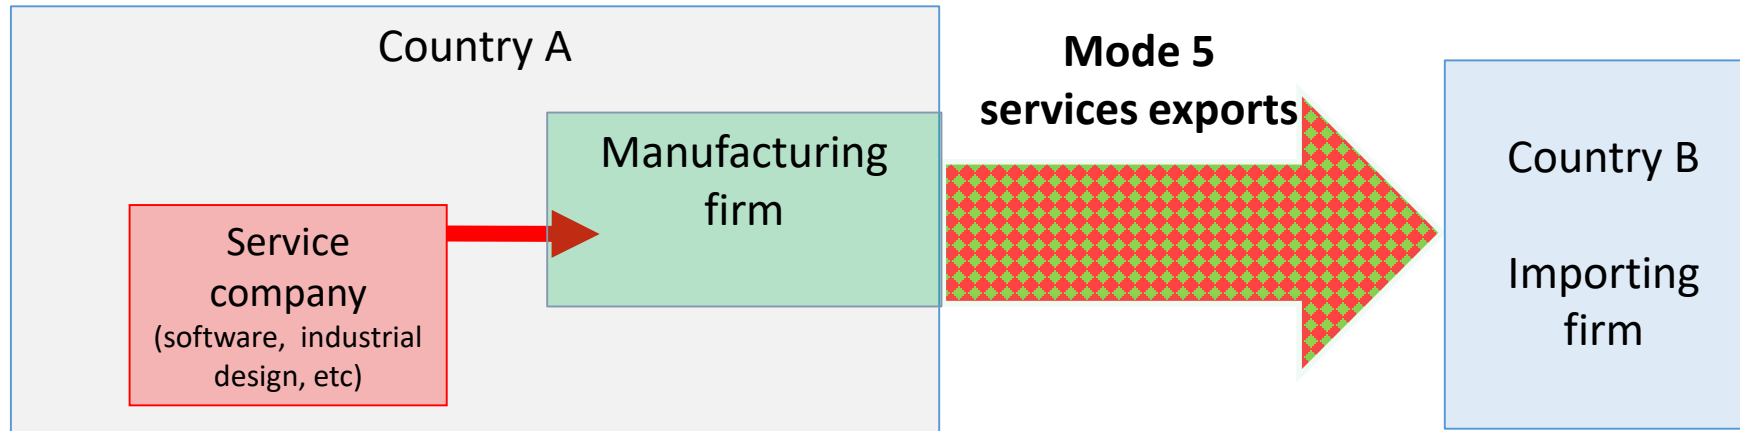 Country A
Mode 5
services exports
Manufacturing
firm
Service
company
(software, industrial
design, etc)
Country B
Importing
firm